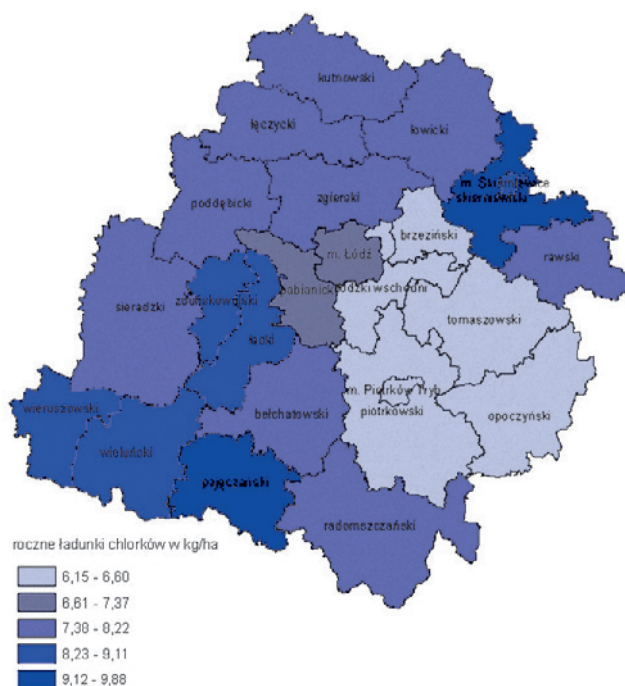 kutnowski
łęczycki
łowicki
m. Skierniewice
skierniewicki
poddębicki
zgierski
brzeziński
rawski
m. Łódź
pabianicki
łódzki wschodni
zduńskowolski
sieradzki
łaski
tomaszowski
m. Piotrków Tryb.
piotrkowski
opoczyński
wieruszowski
bełchatowski
wieluński
pajęczański
radomszczański
roczne ładunki chlorków w kg/ha
6,15 - 6,60
6,61 - 7,37
7,38 - 8,22
8,23 - 9,11
9,12 - 9,88